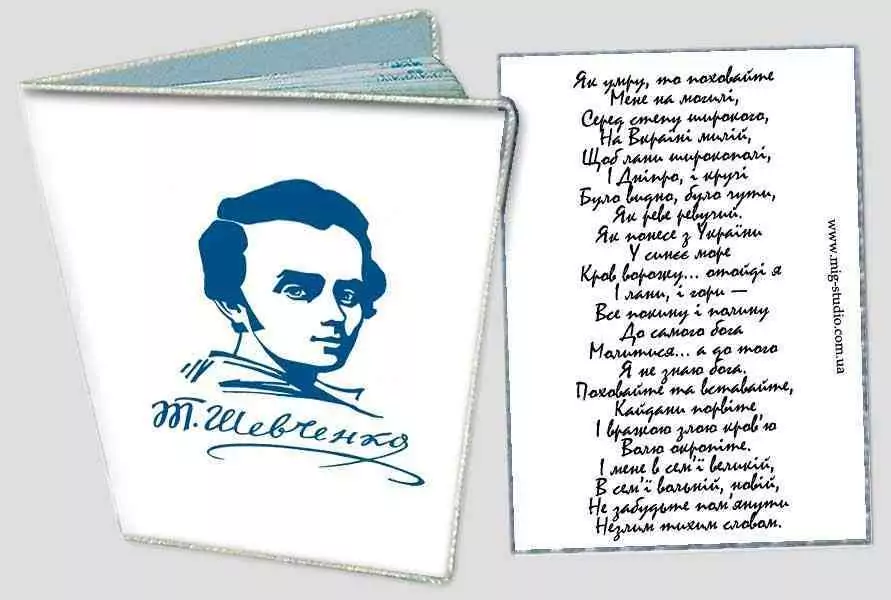 Т. Шевченко
Як умру, то поховайте
Мене на могилі,
Серед степу широкого,
На Вкраїні милій,
Щоб лани широкополі,
І Дніпро, і кручі
Було видно, було чути,
Як реве ревучий.
Як понесе з України
У синєє море
Кров ворожу... отойді я
І лани, і гори —
Все покину і полину
До самого бога
Молитися... а до того
Я не знаю бога.
Поховайте та вставайте,
Кайдани порвіте
І вражою злою кров'ю
Волю окропіте.
І мене в сем'ї великій,
В сем'ї вольній, новій,
Не забудьте пом'янути
Незлим тихим словом.
www.mig-studio.com.ua